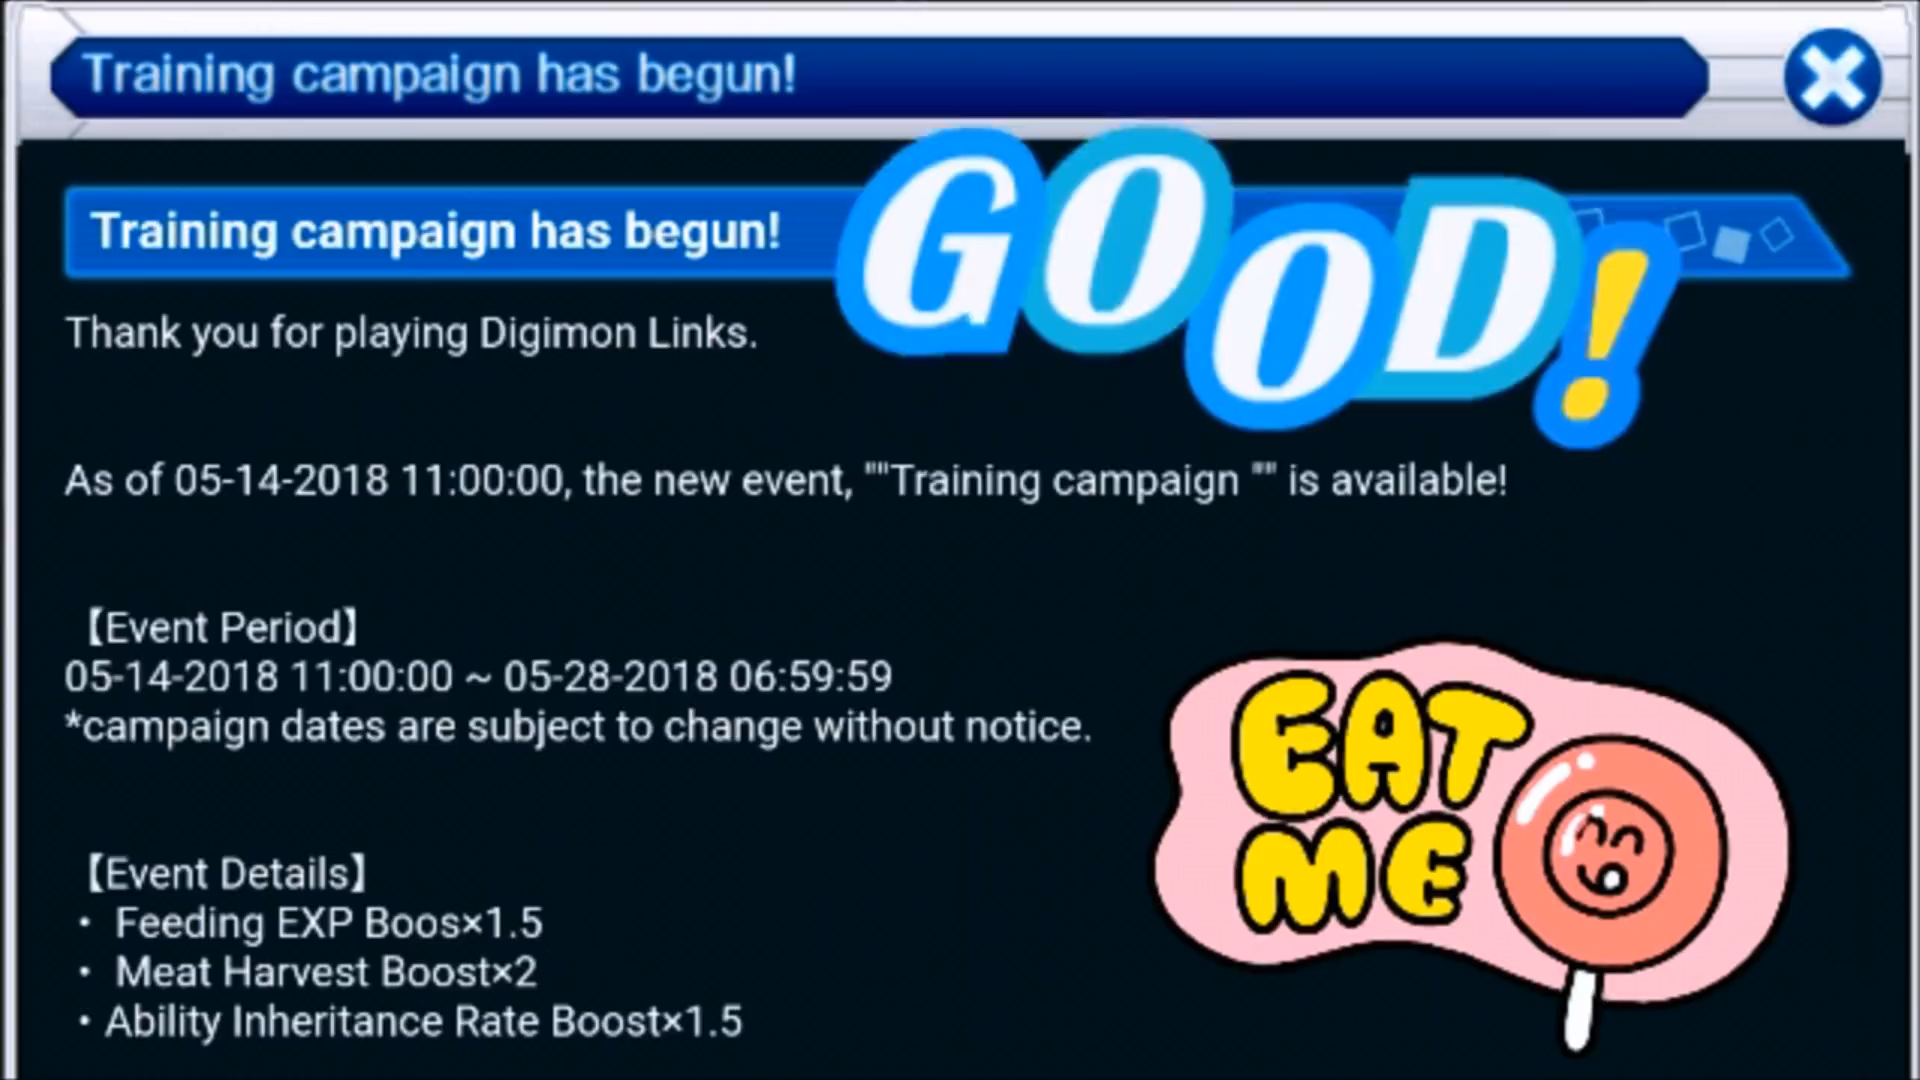 Training campaign has begun!
Training campaign has begun!
GOOD!
Thank you for playing Digimon Links.
As of 05-14-2018 11:00:00, the new event, ""Training campaign "" is available!
【Event Period】
05-14-2018 11:00:00 ~ 05-28-2018 06:59:59
*campaign dates are subject to change without notice.
EAT
ME
【Event Details】
・ Feeding EXP Boos×1.5
・ Meat Harvest Boost×2
・Ability Inheritance Rate Boost×1.5